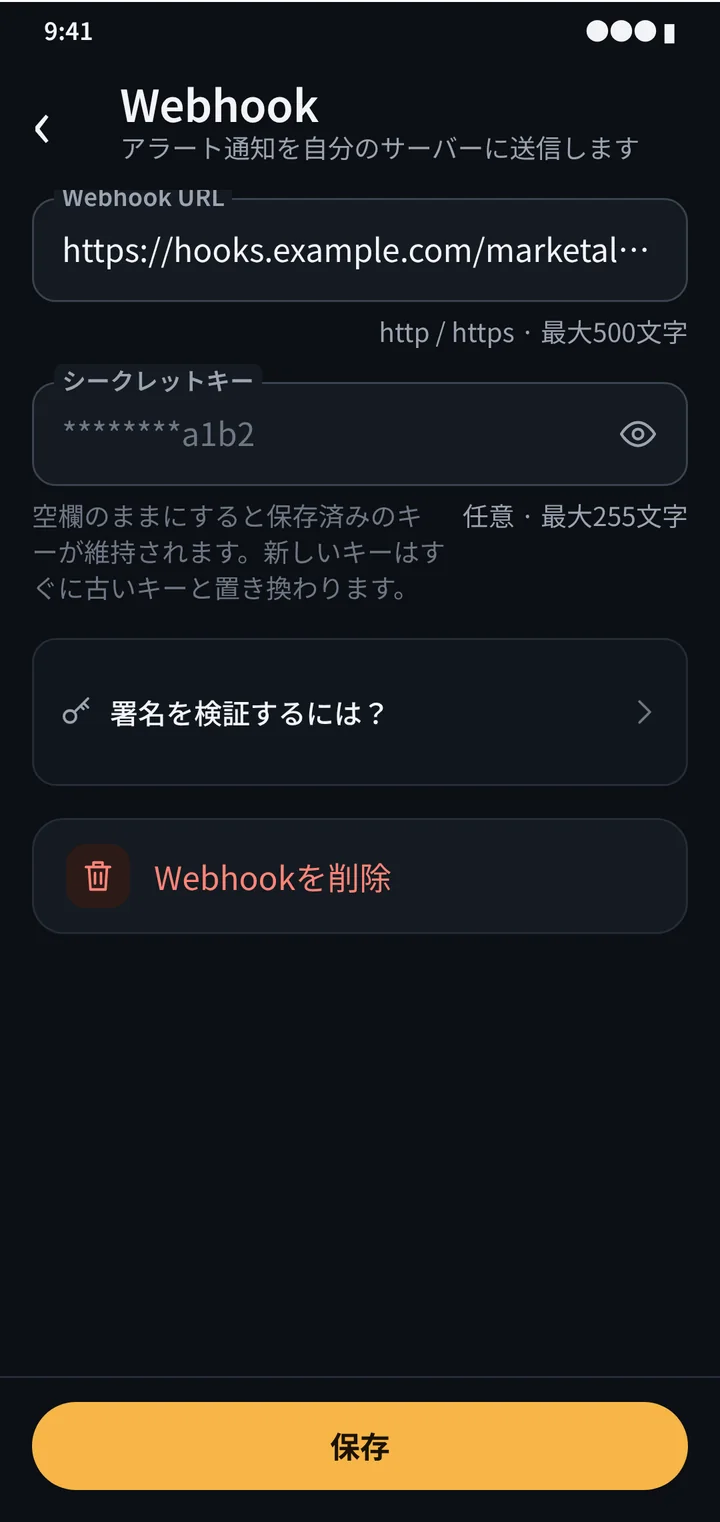 9:41
Webhook
アラート通知を自分のサーバーに送信します
Webhook URL
https://hooks.example.com/marketal…
http / https · 最大500文字
シークレットキー
********a1b2
空欄のままにすると保存済みのキ
ーが維持されます。新しいキーはす
ぐに古いキーと置き換わります。
任意 · 最大255文字
署名を検証するには？
Webhookを削除
保存